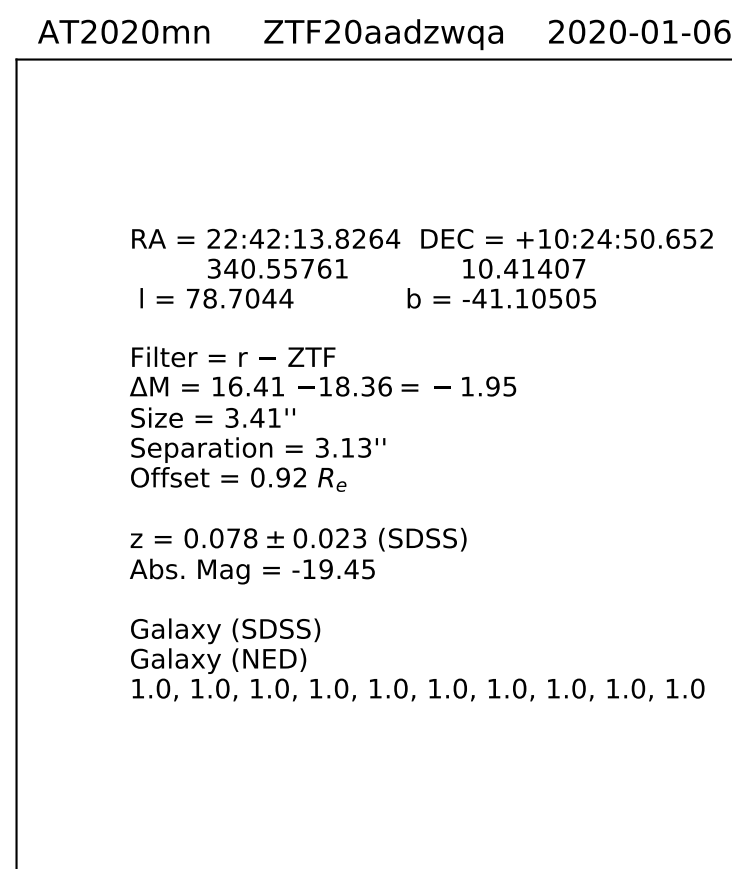 AT2020mn ZTF20aadzwqa 2020-01-06
RA = 22:42:13.8264 DEC = +10:24:50.652
340.55761 10.41407
l = 78.7044 b = -41.10505
Filter = r − ZTF
ΔM = 16.41 −18.36 = − 1.95
Size = 3.41''
Separation = 3.13''
Offset = 0.92 Rₑ
z = 0.078 ± 0.023 (SDSS)
Abs. Mag = -19.45
Galaxy (SDSS)
Galaxy (NED)
1.0, 1.0, 1.0, 1.0, 1.0, 1.0, 1.0, 1.0, 1.0, 1.0